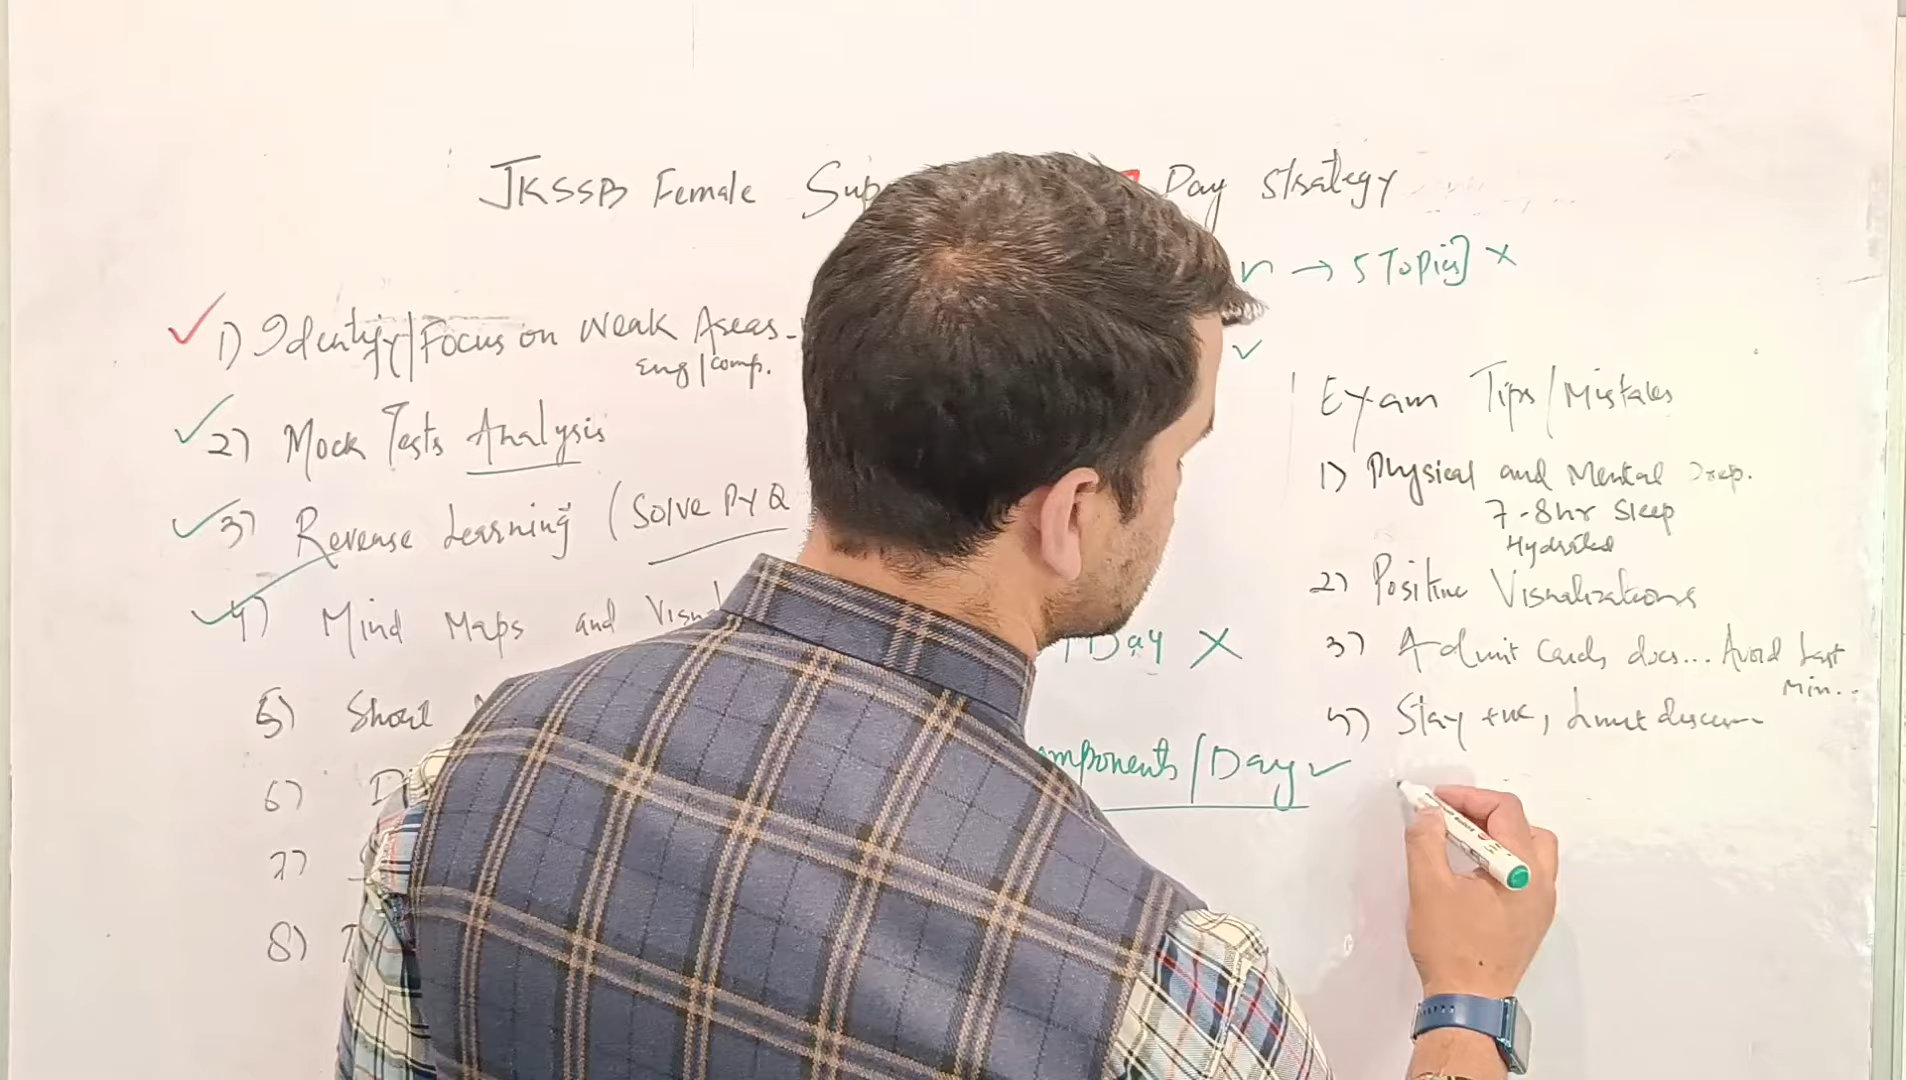 JKSSB Female Sup Day Strategy
→ 5 Topics] ×
✓ 1) Identify/Focus on Weak Areas -
Eng/comp.
✓ 2) Mock Tests Analysis
✓ 3) Reverse Learning (Solve PYQ
✓ 4) Mind Maps and Visu
5) Short
6)
7)
8)
1 Day ×
mponents/Day ✓
Exam Tips/Mistakes
1) Physical and Mental Prep.
7-8hr Sleep
Hydrated
2) Positive Visualizations
3) Admit Cards, docs... Avoid Last
Min..
4) Stay +ve, Limit discu